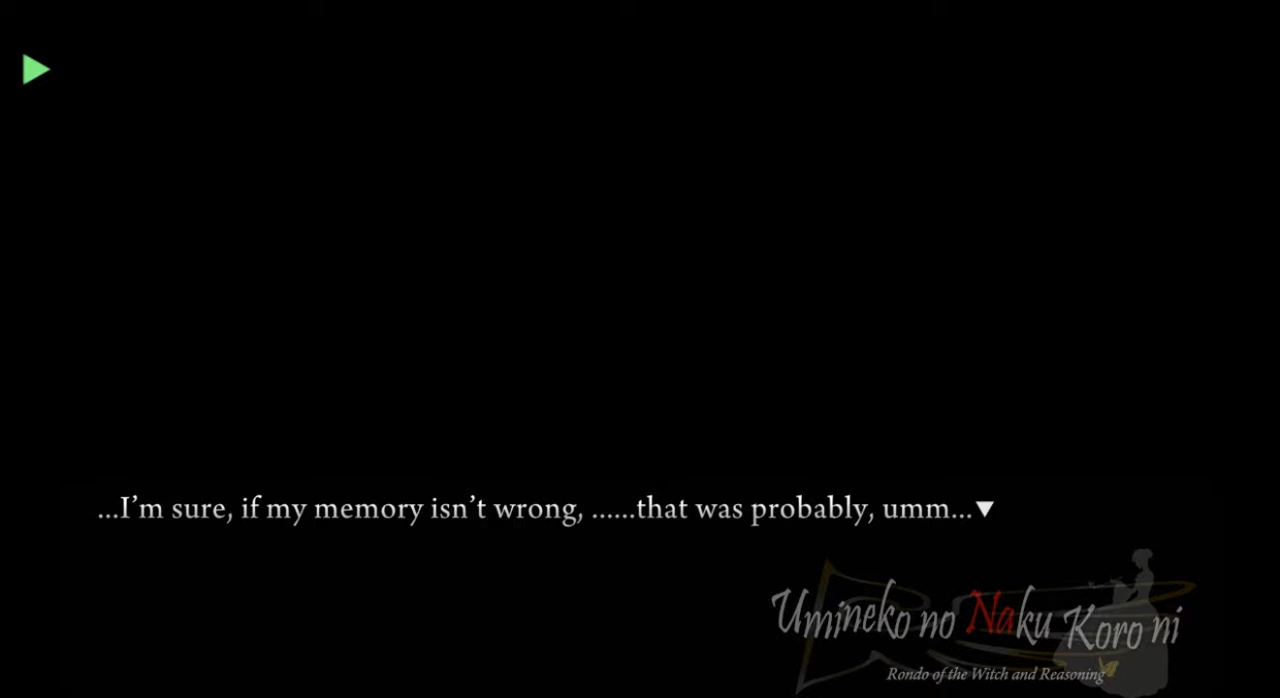 ...I'm sure, if my memory isn't wrong, ......that was probably, umm...
Umineko no Naku Koro ni
Rondo of the Witch and Reasoning